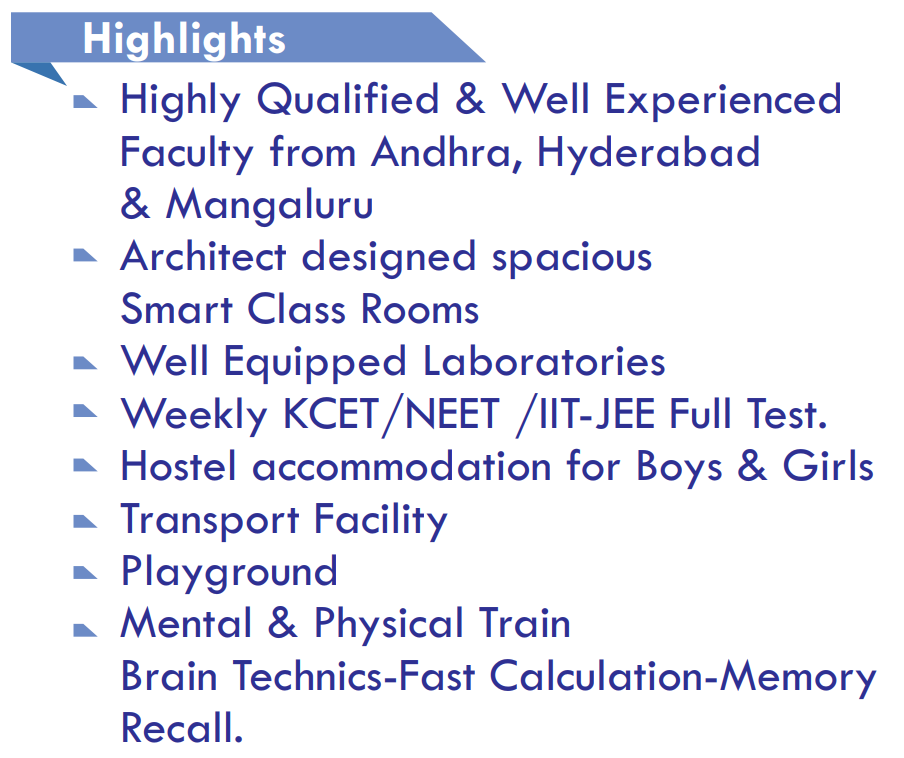 Highlights
Highly Qualified & Well Experienced
Faculty from Andhra, Hyderabad
& Mangaluru
Architect designed spacious
Smart Class Rooms
Well Equipped Laboratories
Weekly KCET/NEET /IIT-JEE Full Test.
Hostel accommodation for Boys & Girls
Transport Facility
Playground
Mental & Physical Train
Brain Technics-Fast Calculation-Memory
Recall.